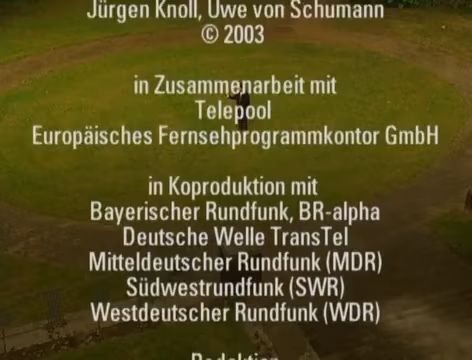 Jürgen Knoll, Uwe von Schumann
© 2003
in Zusammenarbeit mit
Telepool
Europäisches Fernsehprogrammkontor GmbH
in Koproduktion mit
Bayerischer Rundfunk, BR-alpha
Deutsche Welle TransTel
Mitteldeutscher Rundfunk (MDR)
Südwestrundfunk (SWR)
Westdeutscher Rundfunk (WDR)
Redaktion